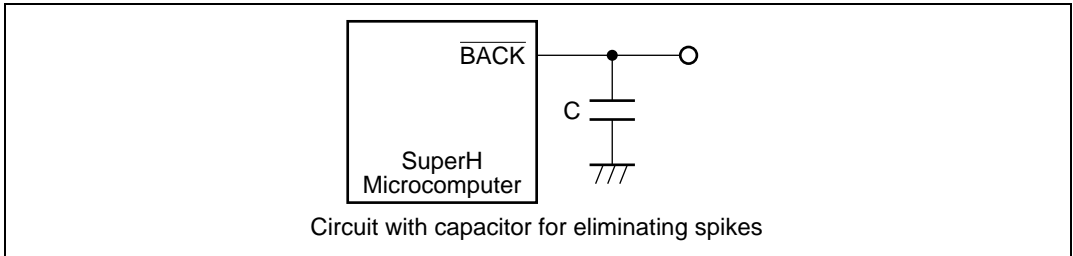 BACK
C
SuperH
Microcomputer
Circuit with capacitor for eliminating spikes